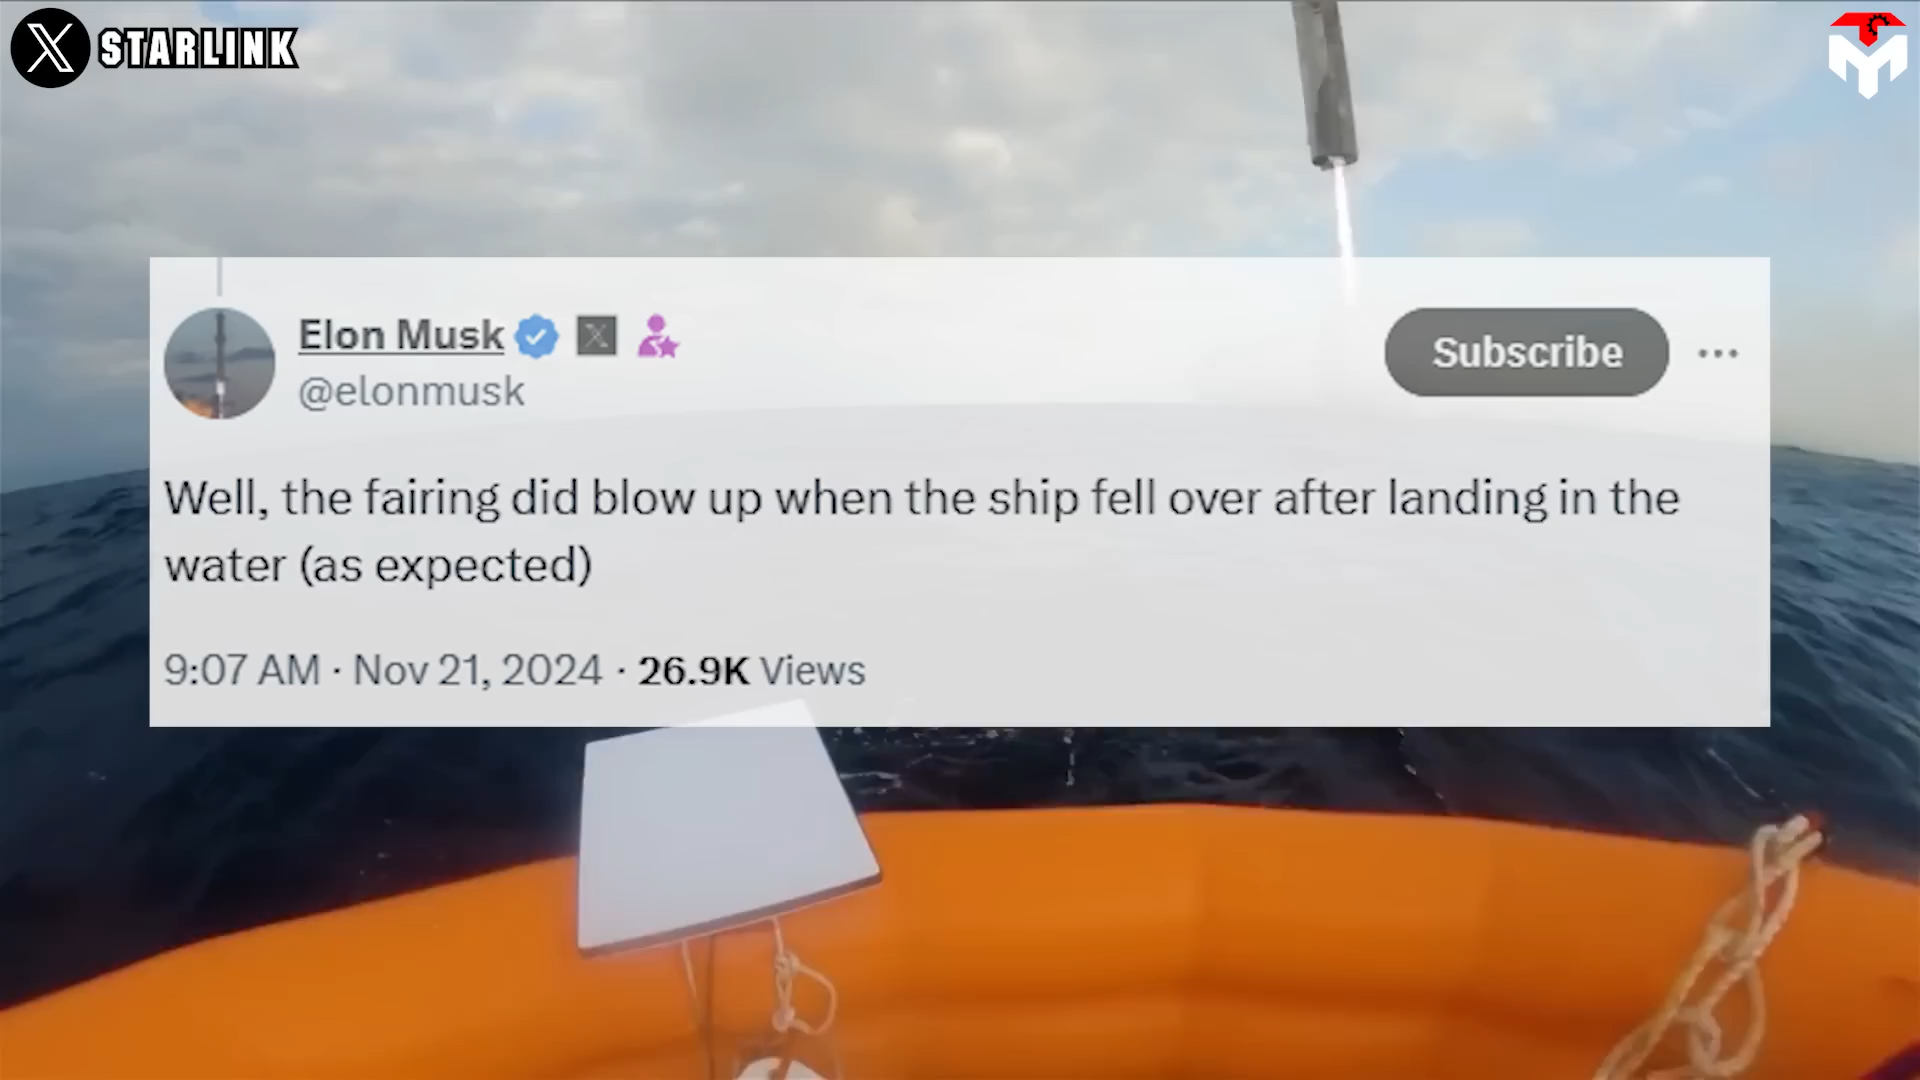 X STARLINK
Elon Musk
@elonmusk
Subscribe
Well, the fairing did blow up when the ship fell over after landing in the
water (as expected)
9:07 AM · Nov 21, 2024 · 26.9K Views